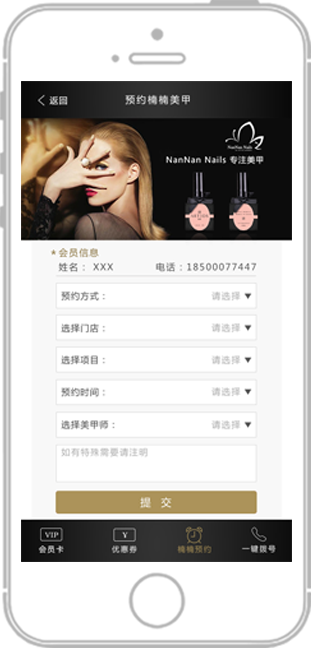 返回 预约楠楠美甲
NanNan Nails
NanNan Nails 专注美甲
*会员信息
姓名： XXX 电话：18500077447
预约方式： 请选择▼
选择门店： 请选择▼
选择项目： 请选择▼
预约时间： 请选择▼
选择美甲师： 请选择▼
如有特殊需要请注明
提 交
VIP Y
会员卡 优惠券 楠楠预约 一键拨号